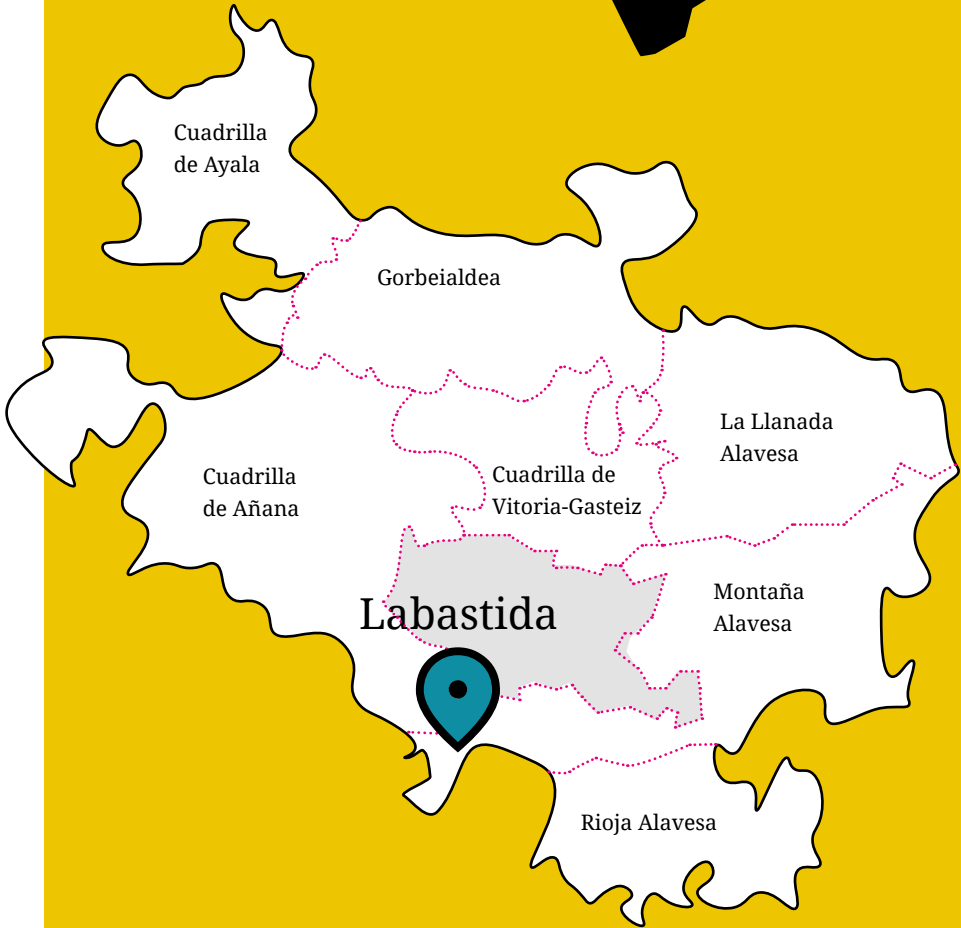 Cuadrilla
de Ayala
Gorbeialdea
La Llanada
Alavesa
Cuadrilla
de Añana
Cuadrilla de
Vitoria-Gasteiz
Montaña
Alavesa
Labastida
Rioja Alavesa